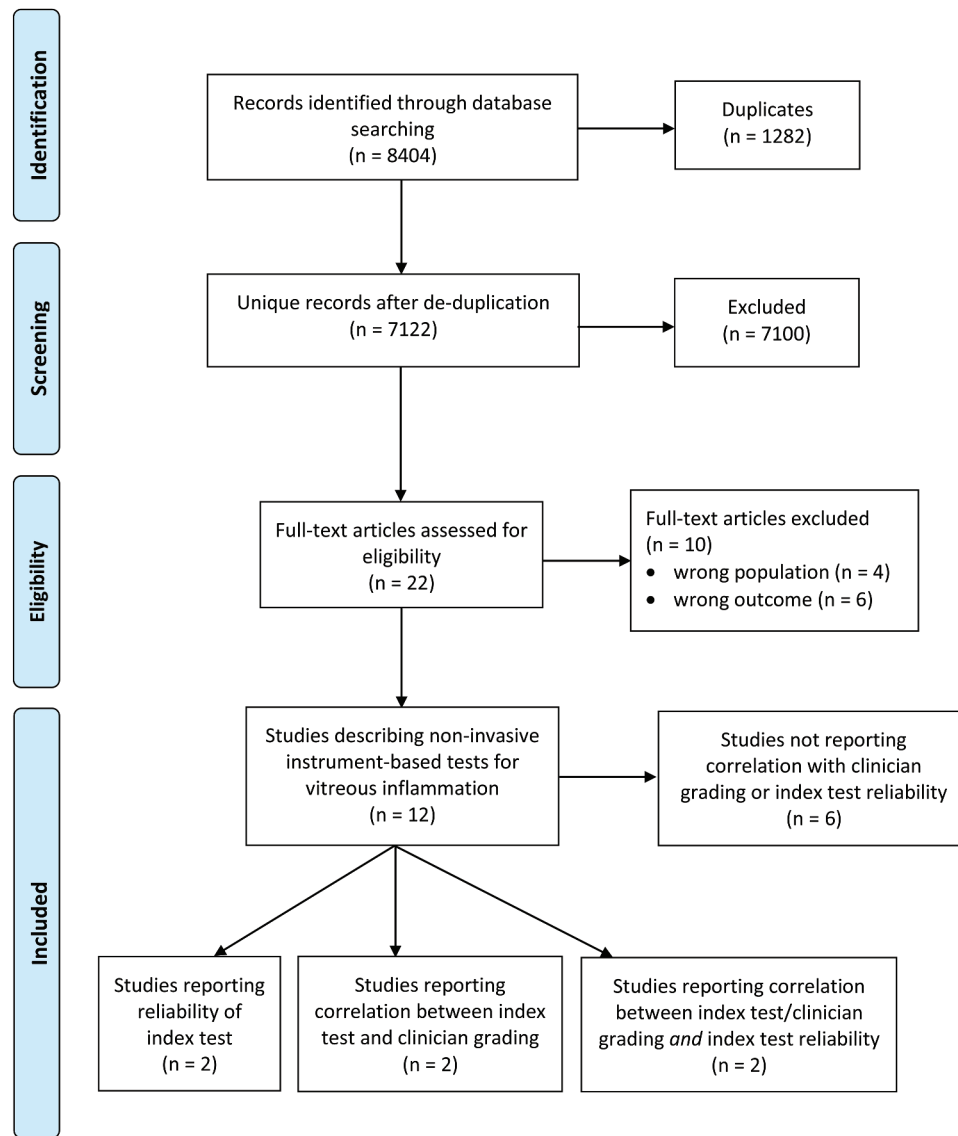 Identification
Records identified through database
searching
(n = 8404)
Duplicates
(n = 1282)
Screening
Unique records after de-duplication
(n = 7122)
Excluded
(n = 7100)
Eligibility
Full-text articles assessed for
eligibility
(n = 22)
Full-text articles excluded
(n = 10)
• wrong population (n = 4)
• wrong outcome (n = 6)
Included
Studies describing non-invasive
instrument-based tests for
vitreous inflammation
(n = 12)
Studies not reporting
correlation with clinician
grading or index test reliability
(n = 6)
Studies reporting
reliability of
index test
(n = 2)
Studies reporting
correlation between index
test and clinician grading
(n = 2)
Studies reporting correlation
between index test/clinician
grading and index test reliability
(n = 2)